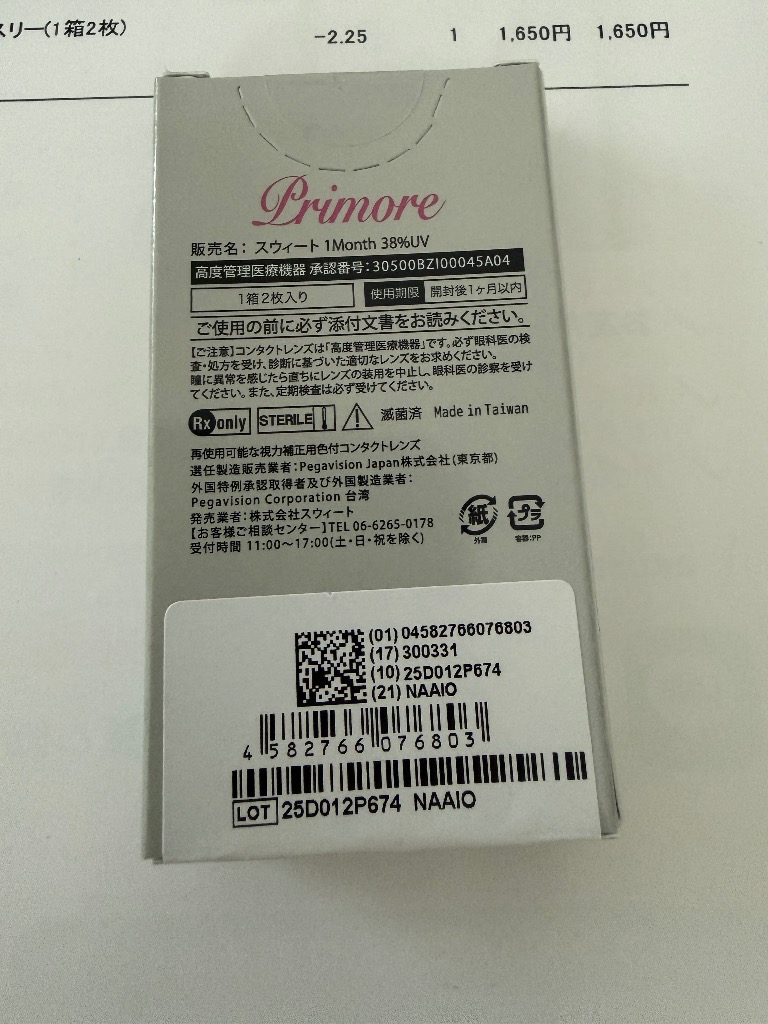 スリー(1箱2枚) -2.25 1 1,650円 1,650円
Primore
販売名: スウィート 1Month 38%UV
高度管理医療機器 承認番号:30500BZI00045A04
1箱2枚入り 使用期限 開封後1ヶ月以内
ご使用の前に必ず添付文書をお読みください。
【ご注意】コンタクトレンズは「高度管理医療機器」です。必ず眼科医の検
査・処方を受け、診断に基づいた適切なレンズをお求めください。
瞳に異常を感じたら直ちにレンズの装用を中止し、眼科医の診察を受け
てください。また、定期検査は必ず受けてください。
Rx only STERILE 滅菌済 Made in Taiwan
再使用可能な視力補正用色付コンタクトレンズ
選任製造販売業者:Pegavision Japan株式会社(東京都)
外国特例承認取得者及び外国製造業者:
Pegavision Corporation 台湾
発売業者:株式会社スウィート
【お客様ご相談センター】TEL 06-6265-0178
受付時間 11:00～17:00(土・日・祝を除く)
紙 プラ
外箱 容器:PP
(01)04582766076803
(17)300331
(10)25D012P674
(21)NAAIO
4 582766 076803
LOT 25D012P674 NAAIO